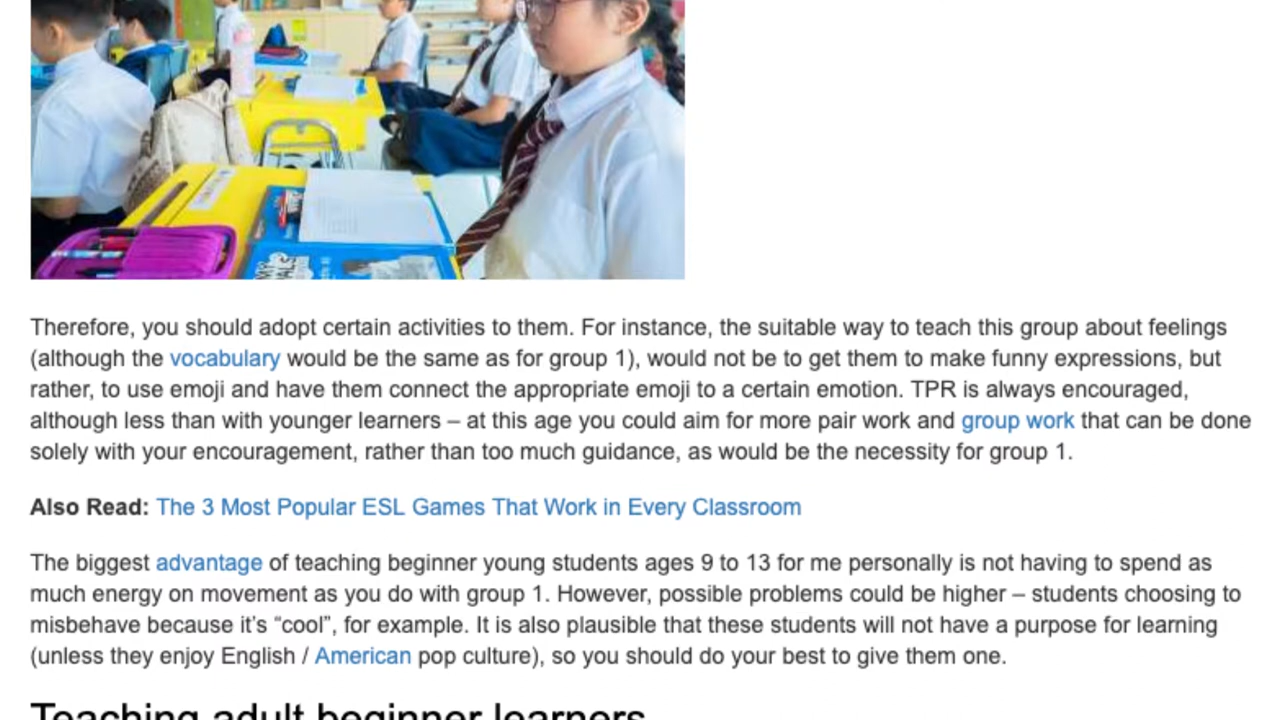 Therefore, you should adopt certain activities to them. For instance, the suitable way to teach this group about feelings
(although the vocabulary would be the same as for group 1), would not be to get them to make funny expressions, but
rather, to use emoji and have them connect the appropriate emoji to a certain emotion. TPR is always encouraged,
although less than with younger learners – at this age you could aim for more pair work and group work that can be done
solely with your encouragement, rather than too much guidance, as would be the necessity for group 1.
Also Read: The 3 Most Popular ESL Games That Work in Every Classroom
The biggest advantage of teaching beginner young students ages 9 to 13 for me personally is not having to spend as
much energy on movement as you do with group 1. However, possible problems could be higher – students choosing to
misbehave because it’s “cool”, for example. It is also plausible that these students will not have a purpose for learning
(unless they enjoy English / American pop culture), so you should do your best to give them one.
Teaching adult beginner learners